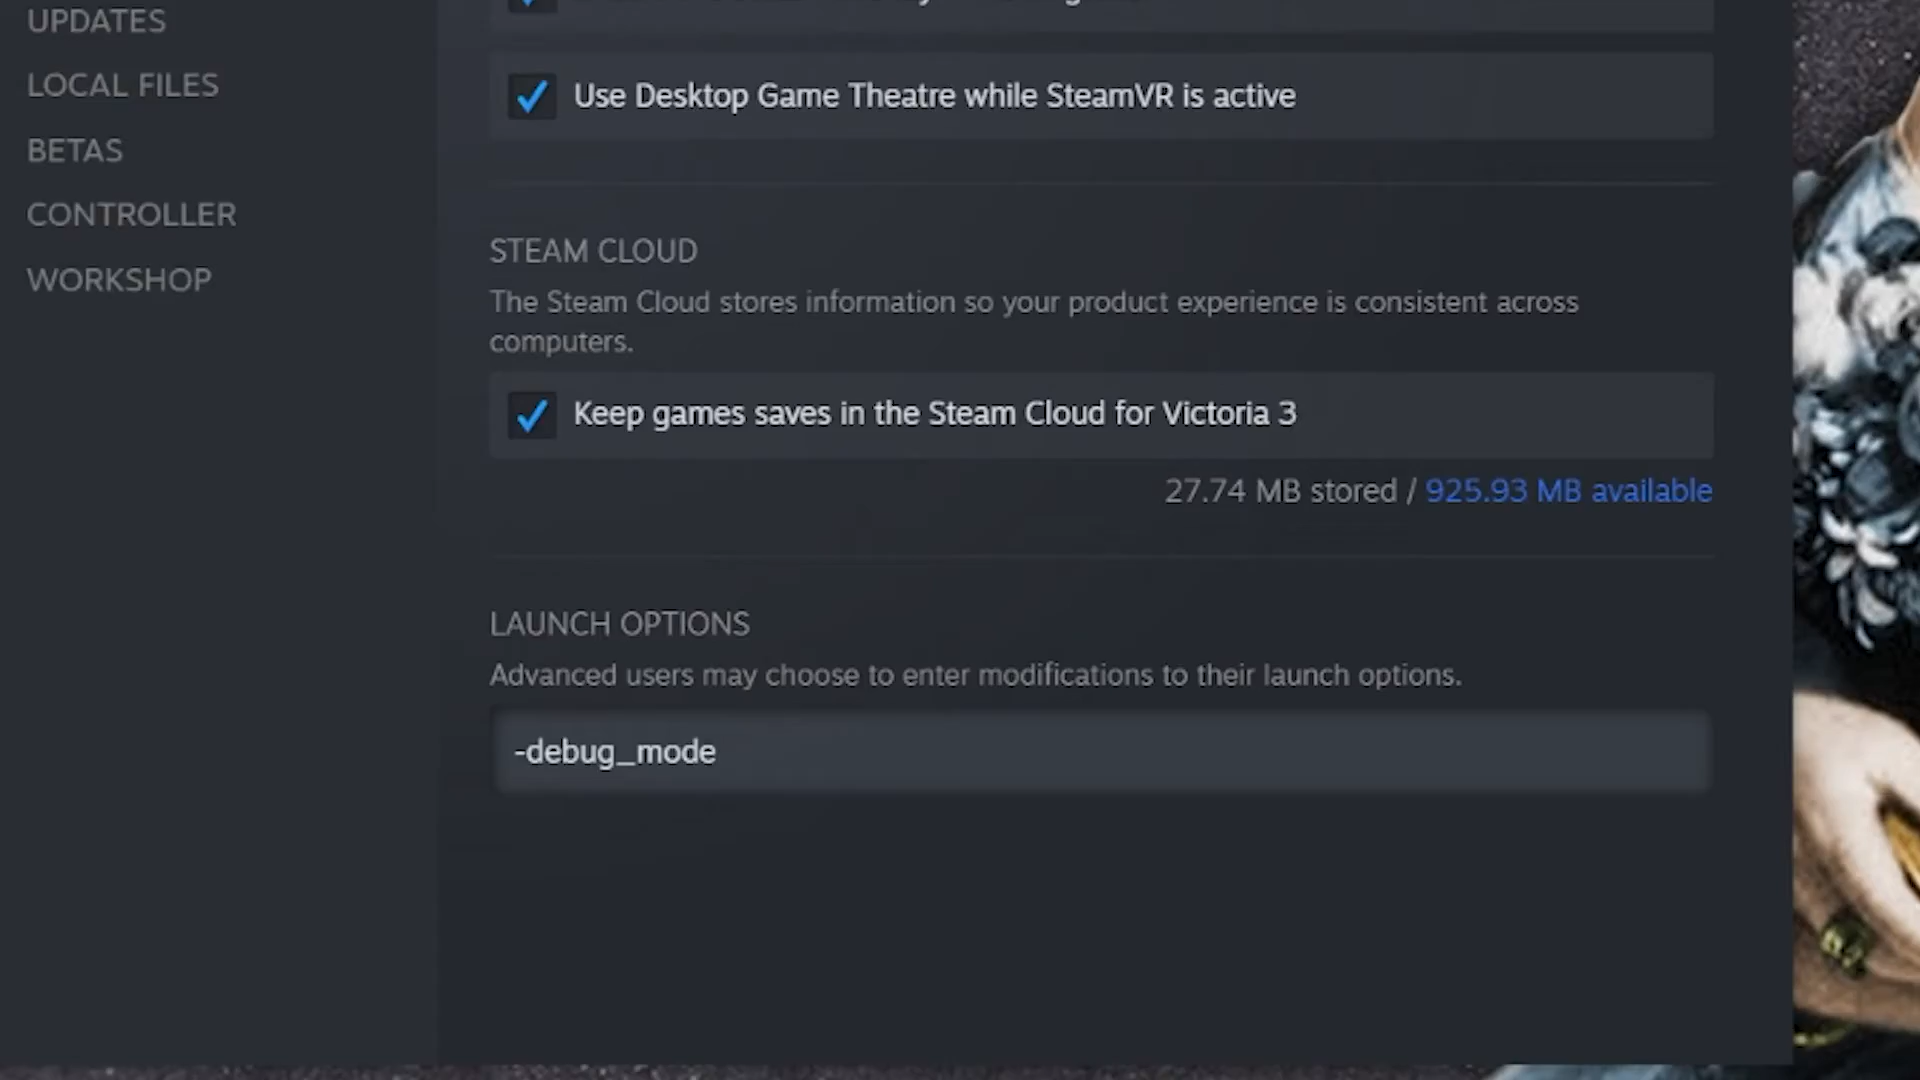 UPDATES
LOCAL FILES
BETAS
CONTROLLER
WORKSHOP
Use Desktop Game Theatre while SteamVR is active
STEAM CLOUD
The Steam Cloud stores information so your product experience is consistent across
computers.
Keep games saves in the Steam Cloud for Victoria 3
27.74 MB stored / 925.93 MB available
LAUNCH OPTIONS
Advanced users may choose to enter modifications to their launch options.
-debug_mode